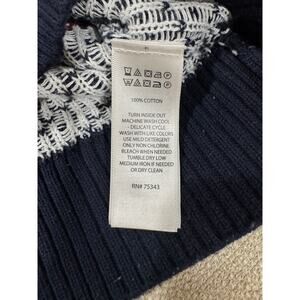 100% COTTON
TURN INSIDE OUT
MACHINE WASH COOL
DELICATE CYCLE
WASH WITH LIKE COLORS
USE MILD DETERGENT
ONLY NON CHLORINE
BLEACH WHEN NEEDED
TUMBLE DRY LOW
MEDIUM IRON IF NEEDED
OR DRY CLEAN
RN# 75343